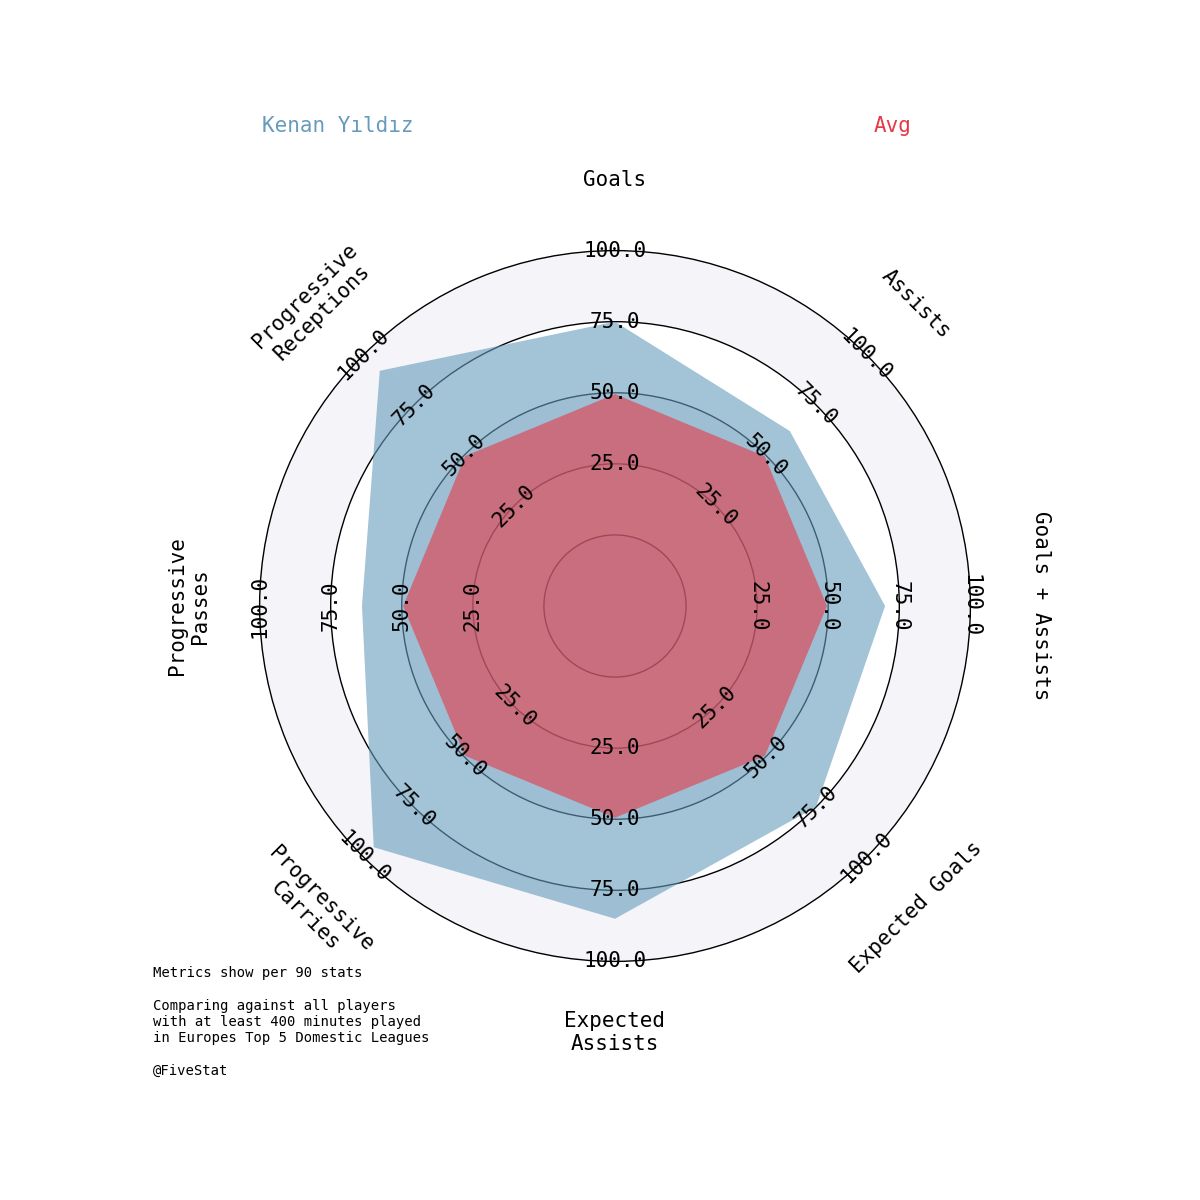 Kenan Yıldız
Avg
Goals
Assists
Goals + Assists
Expected Goals
Expected
Assists
Progressive
Carries
Progressive
Passes
Progressive
Receptions
25.0
50.0
75.0
100.0
25.0
50.0
75.0
100.0
25.0
50.0
75.0
100.0
25.0
50.0
75.0
100.0
25.0
50.0
75.0
100.0
25.0
50.0
75.0
100.0
25.0
50.0
75.0
100.0
25.0
50.0
75.0
100.0
Metrics show per 90 stats
Comparing against all players
with at least 400 minutes played
in Europes Top 5 Domestic Leagues
@FiveStat